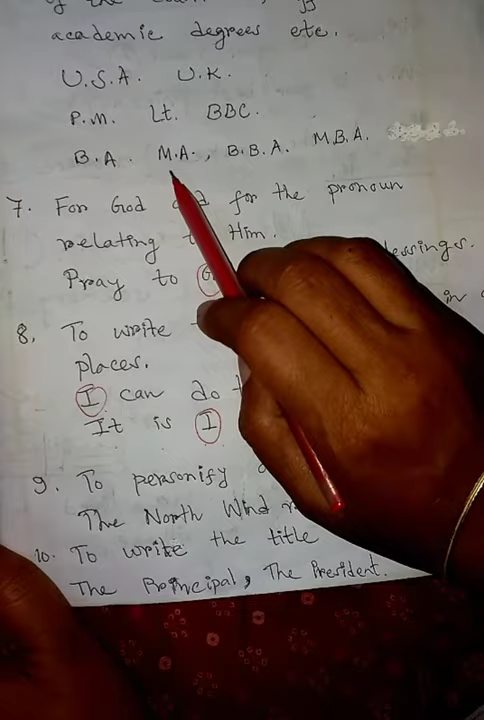 of the
academic degrees etc.
U.S.A. U.K.
P.M. Lt. BBC.
B.A. M.A., B.B.A. M.B.A.
7. For God for the pronoun
relating Him.
Pray to
8. To write
places.
I can do
It is I
9. To personify
The North Wind
10. To write the title
The Principal, The President.